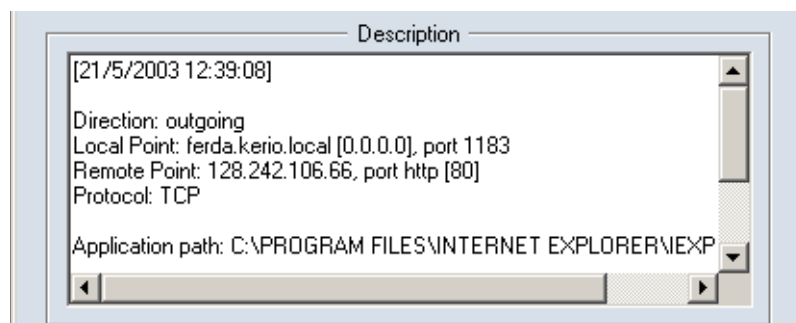 Description
[21/5/2003 12:39:08]
Direction: outgoing
Local Point: ferda.kerio.local [0.0.0.0], port 1183
Remote Point: 128.242.106.66, port http [80]
Protocol: TCP
Application path: C:\PROGRAM FILES\INTERNET EXPLORER\IEXP